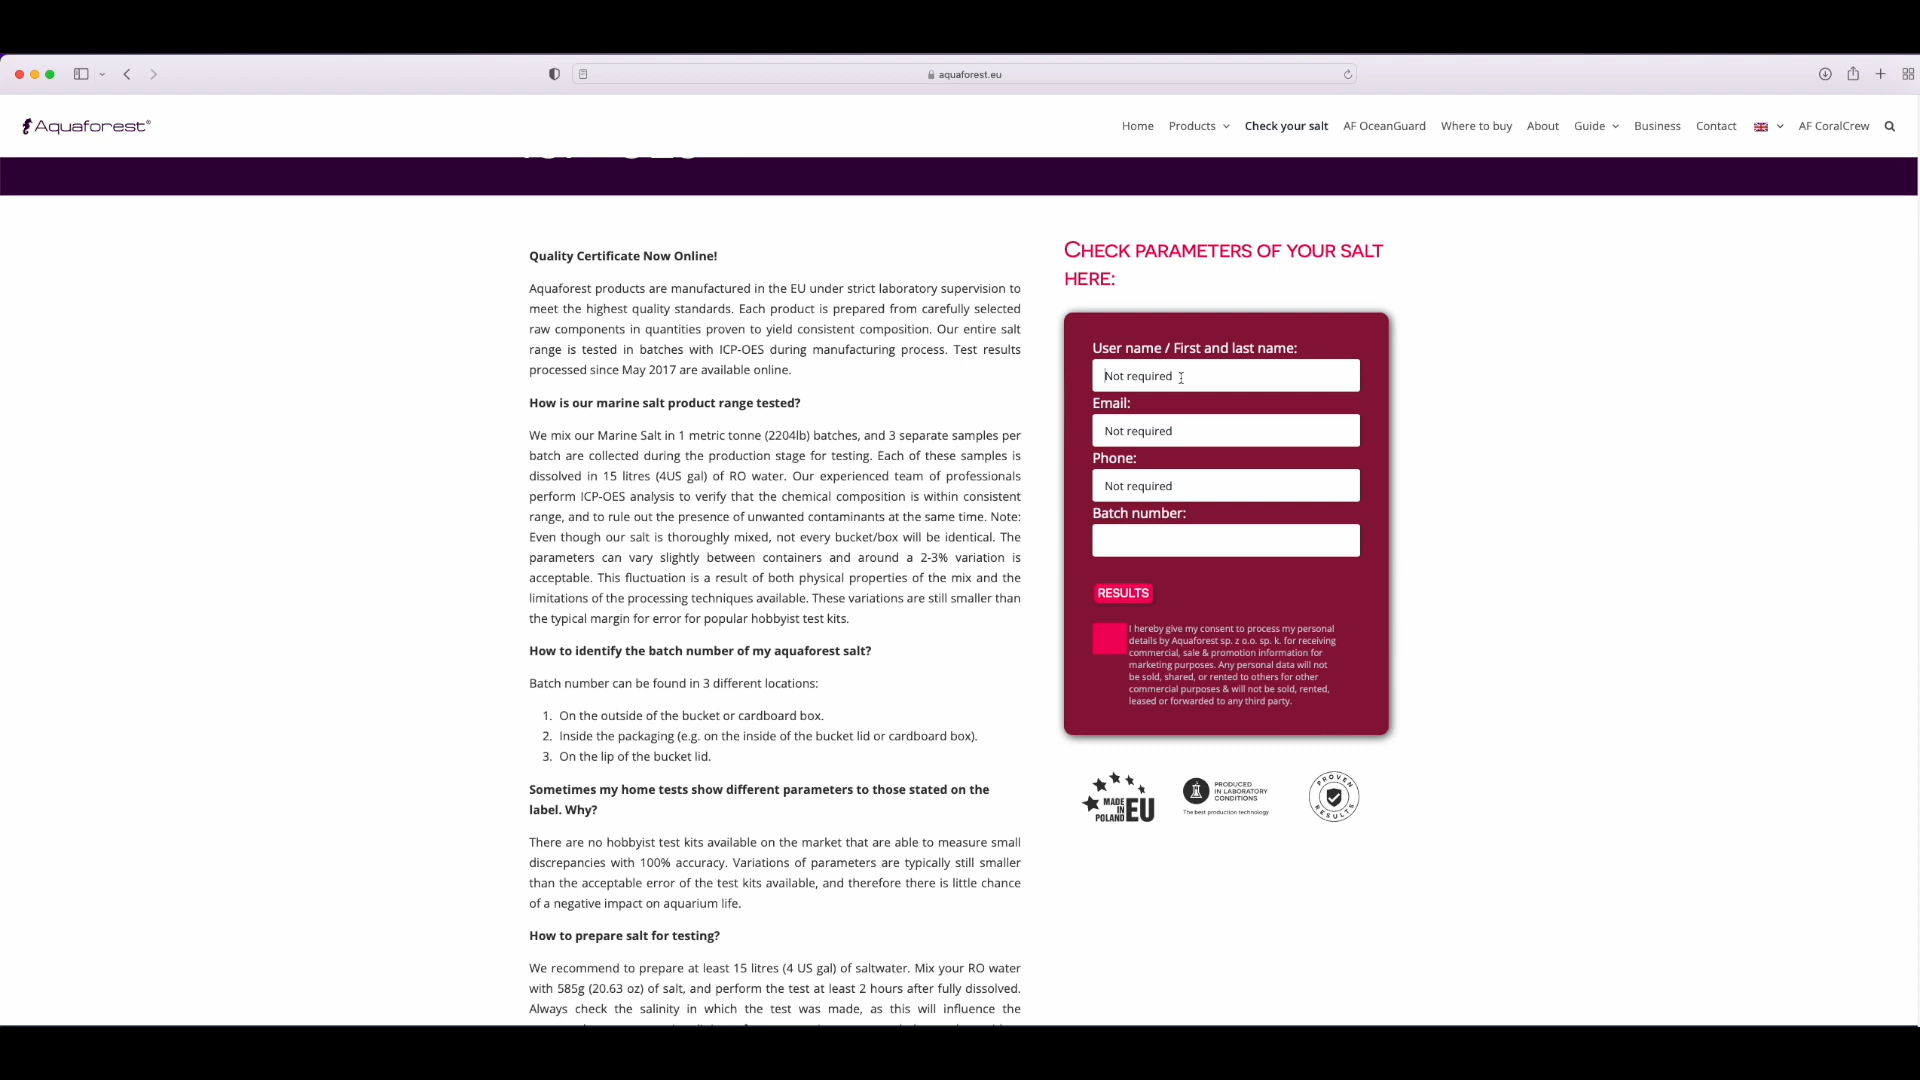 aquaforest.eu
Aquaforest®
Home Products Check your salt AF OceanGuard Where to buy About Guide Business Contact AF CoralCrew
Quality Certificate Now Online!
Aquaforest products are manufactured in the EU under strict laboratory supervision to
meet the highest quality standards. Each product is prepared from carefully selected
raw components in quantities proven to yield consistent composition. Our entire salt
range is tested in batches with ICP-OES during manufacturing process. Test results
processed since May 2017 are available online.
How is our marine salt product range tested?
We mix our Marine Salt in 1 metric tonne (2204lb) batches, and 3 separate samples per
batch are collected during the production stage for testing. Each of these samples is
dissolved in 15 litres (4US gal) of RO water. Our experienced team of professionals
perform ICP-OES analysis to verify that the chemical composition is within consistent
range, and to rule out the presence of unwanted contaminants at the same time. Note:
Even though our salt is thoroughly mixed, not every bucket/box will be identical. The
parameters can vary slightly between containers and around a 2-3% variation is
acceptable. This fluctuation is a result of both physical properties of the mix and the
limitations of the processing techniques available. These variations are still smaller than
the typical margin for error for popular hobbyist test kits.
How to identify the batch number of my aquaforest salt?
Batch number can be found in 3 different locations:
1. On the outside of the bucket or cardboard box.
2. Inside the packaging (e.g. on the inside of the bucket lid or cardboard box).
3. On the lip of the bucket lid.
Sometimes my home tests show different parameters to those stated on the
label. Why?
There are no hobbyist test kits available on the market that are able to measure small
discrepancies with 100% accuracy. Variations of parameters are typically still smaller
than the acceptable error of the test kits available, and therefore there is little chance
of a negative impact on aquarium life.
How to prepare salt for testing?
We recommend to prepare at least 15 litres (4 US gal) of saltwater. Mix your RO water
with 585g (20.63 oz) of salt, and perform the test at least 2 hours after fully dissolved.
Always check the salinity in which the test was made, as this will influence the
CHECK PARAMETERS OF YOUR SALT
HERE:
User name / First and last name:
Not required
Email:
Not required
Phone:
Not required
Batch number:
RESULTS
I hereby give my consent to process my personal
details by Aquaforest sp. z o.o. sp. k. for receiving
commercial, sale & promotion information for
marketing purposes. Any personal data will not
be sold, shared, or rented to others for other
commercial purposes & will not be sold, rented,
leased or forwarded to any third party.
MADE
IN
POLAND EU
PRODUCED
IN LABORATORY
CONDITIONS
The best production technology
PROVEN
RESULTS